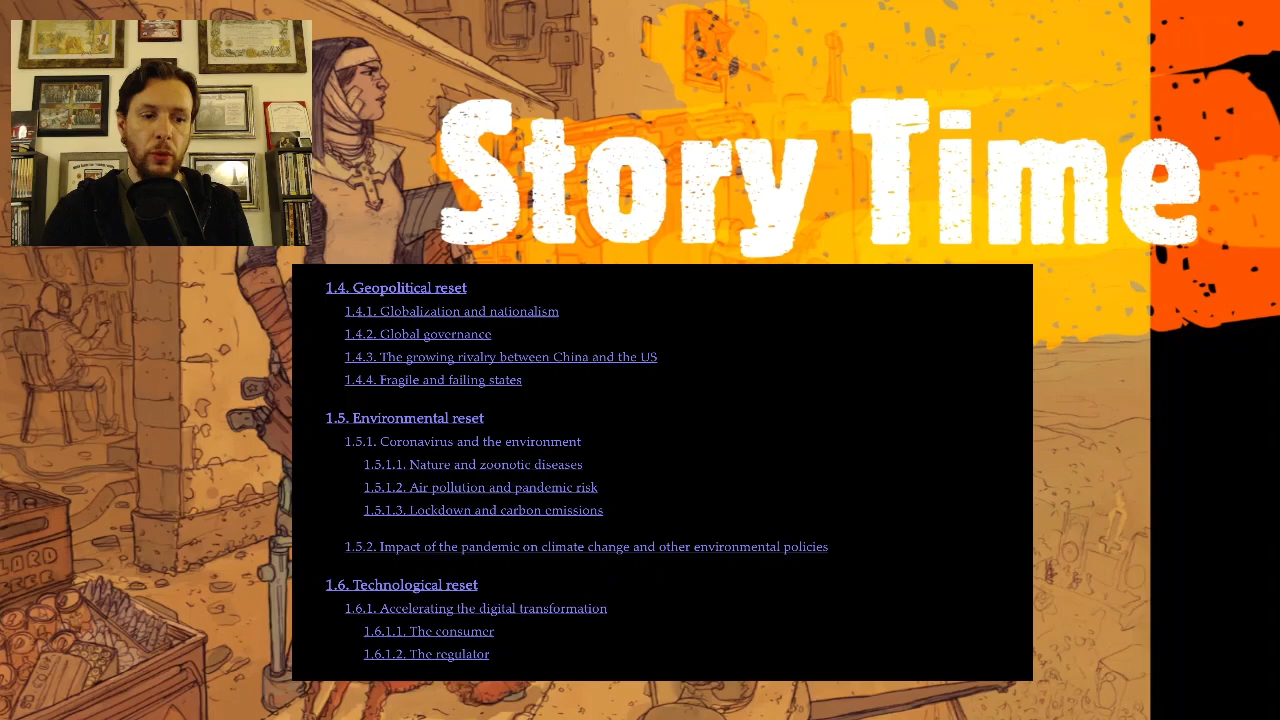 Story Time
1.4. Geopolitical reset
1.4.1. Globalization and nationalism
1.4.2. Global governance
1.4.3. The growing rivalry between China and the US
1.4.4. Fragile and failing states
1.5. Environmental reset
1.5.1. Coronavirus and the environment
1.5.1.1. Nature and zoonotic diseases
1.5.1.2. Air pollution and pandemic risk
1.5.1.3. Lockdown and carbon emissions
1.5.2. Impact of the pandemic on climate change and other environmental policies
1.6. Technological reset
1.6.1. Accelerating the digital transformation
1.6.1.1. The consumer
1.6.1.2. The regulator